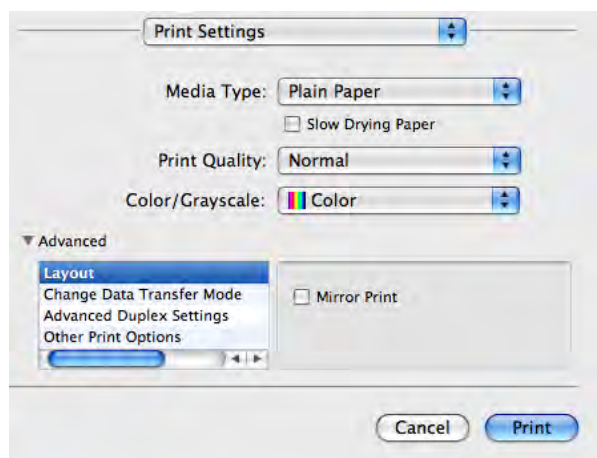 Print Settings
Media Type: Plain Paper
Slow Drying Paper
Print Quality: Normal
Color/Grayscale: Color
Advanced
Layout
Change Data Transfer Mode
Advanced Duplex Settings
Other Print Options
Mirror Print
Cancel Print